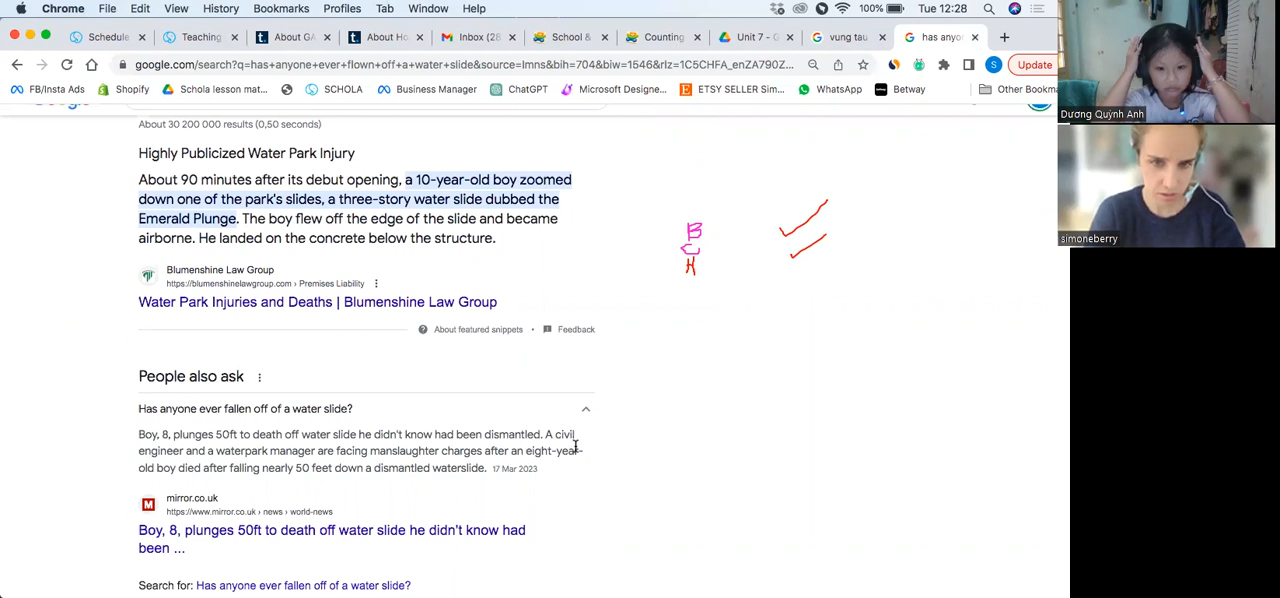 Chrome File Edit View History Bookmarks Profiles Tab Window Help 100% Tue 12:28
Schedule Teaching About GA About Ho Inbox (28 School & Counting Unit 7 - G vung tau has anyo
google.com/search?q=has+anyone+ever+flown+off+a+water+slide&source=lmns&bih=704&biw=1546&rlz=1C5CHFA_enZA790Z... S Update
FB/Insta Ads Shopify Schola lesson mat... SCHOLA Business Manager ChatGPT Microsoft Designe... ETSY SELLER Sim... WhatsApp Betway Other Bookma
About 30 200 000 results (0,50 seconds)
Highly Publicized Water Park Injury
About 90 minutes after its debut opening, a 10-year-old boy zoomed
down one of the park's slides, a three-story water slide dubbed the
Emerald Plunge. The boy flew off the edge of the slide and became
airborne. He landed on the concrete below the structure.
B
C
H
Blumenshine Law Group
https://blumenshinelawgroup.com › Premises Liability
Water Park Injuries and Deaths | Blumenshine Law Group
About featured snippets • Feedback
People also ask
Has anyone ever fallen off of a water slide?
Boy, 8, plunges 50ft to death off water slide he didn't know had been dismantled. A civil
engineer and a waterpark manager are facing manslaughter charges after an eight-year-
old boy died after falling nearly 50 feet down a dismantled waterslide. 17 Mar 2023
M
mirror.co.uk
https://www.mirror.co.uk › news › world-news
Boy, 8, plunges 50ft to death off water slide he didn't know had
been ...
Search for: Has anyone ever fallen off of a water slide?
Dương Quỳnh Anh
simoneberry